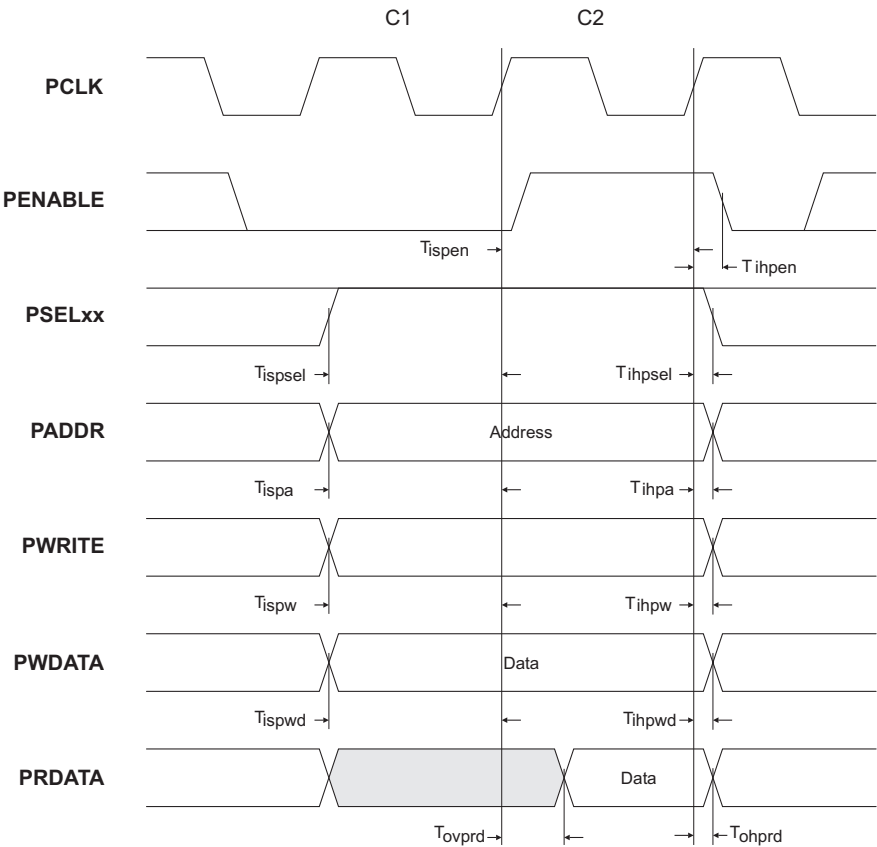 C1 C2
PCLK
PENABLE
Tispen
Tihpen
PSELxx
Tispsel Tihpsel
PADDR Address
Tispa Tihpa
PWRITE
Tispw Tihpw
PWDATA Data
Tispwd Tihpwd
PRDATA Data
Tovprd Tohprd